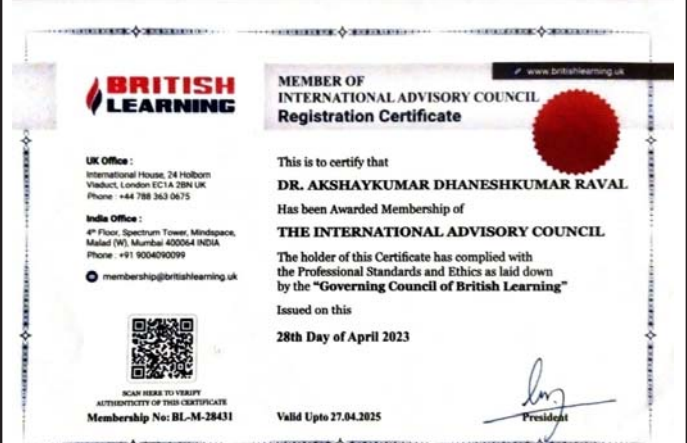 www.britishlearning.uk
BRITISH
LEARNING
MEMBER OF
INTERNATIONAL ADVISORY COUNCIL
Registration Certificate
UK Office :
International House, 24 Holborn
Viaduct, London EC1A 2BN UK
Phone : +44 788 363 0675
India Office :
4th Floor, Spectrum Tower, Mindspace,
Malad (W), Mumbai 400064 INDIA
Phone : +91 9004090099
membership@britishlearning.uk
SCAN HERE TO VERIFY
AUTHENTICITY OF THIS CERTIFICATE
Membership No: BL-M-28431
This is to certify that
DR. AKSHAYKUMAR DHANESHKUMAR RAVAL
Has been Awarded Membership of
THE INTERNATIONAL ADVISORY COUNCIL
The holder of this Certificate has complied with
the Professional Standards and Ethics as laid down
by the “Governing Council of British Learning”
Issued on this
28th Day of April 2023
Valid Upto 27.04.2025
President